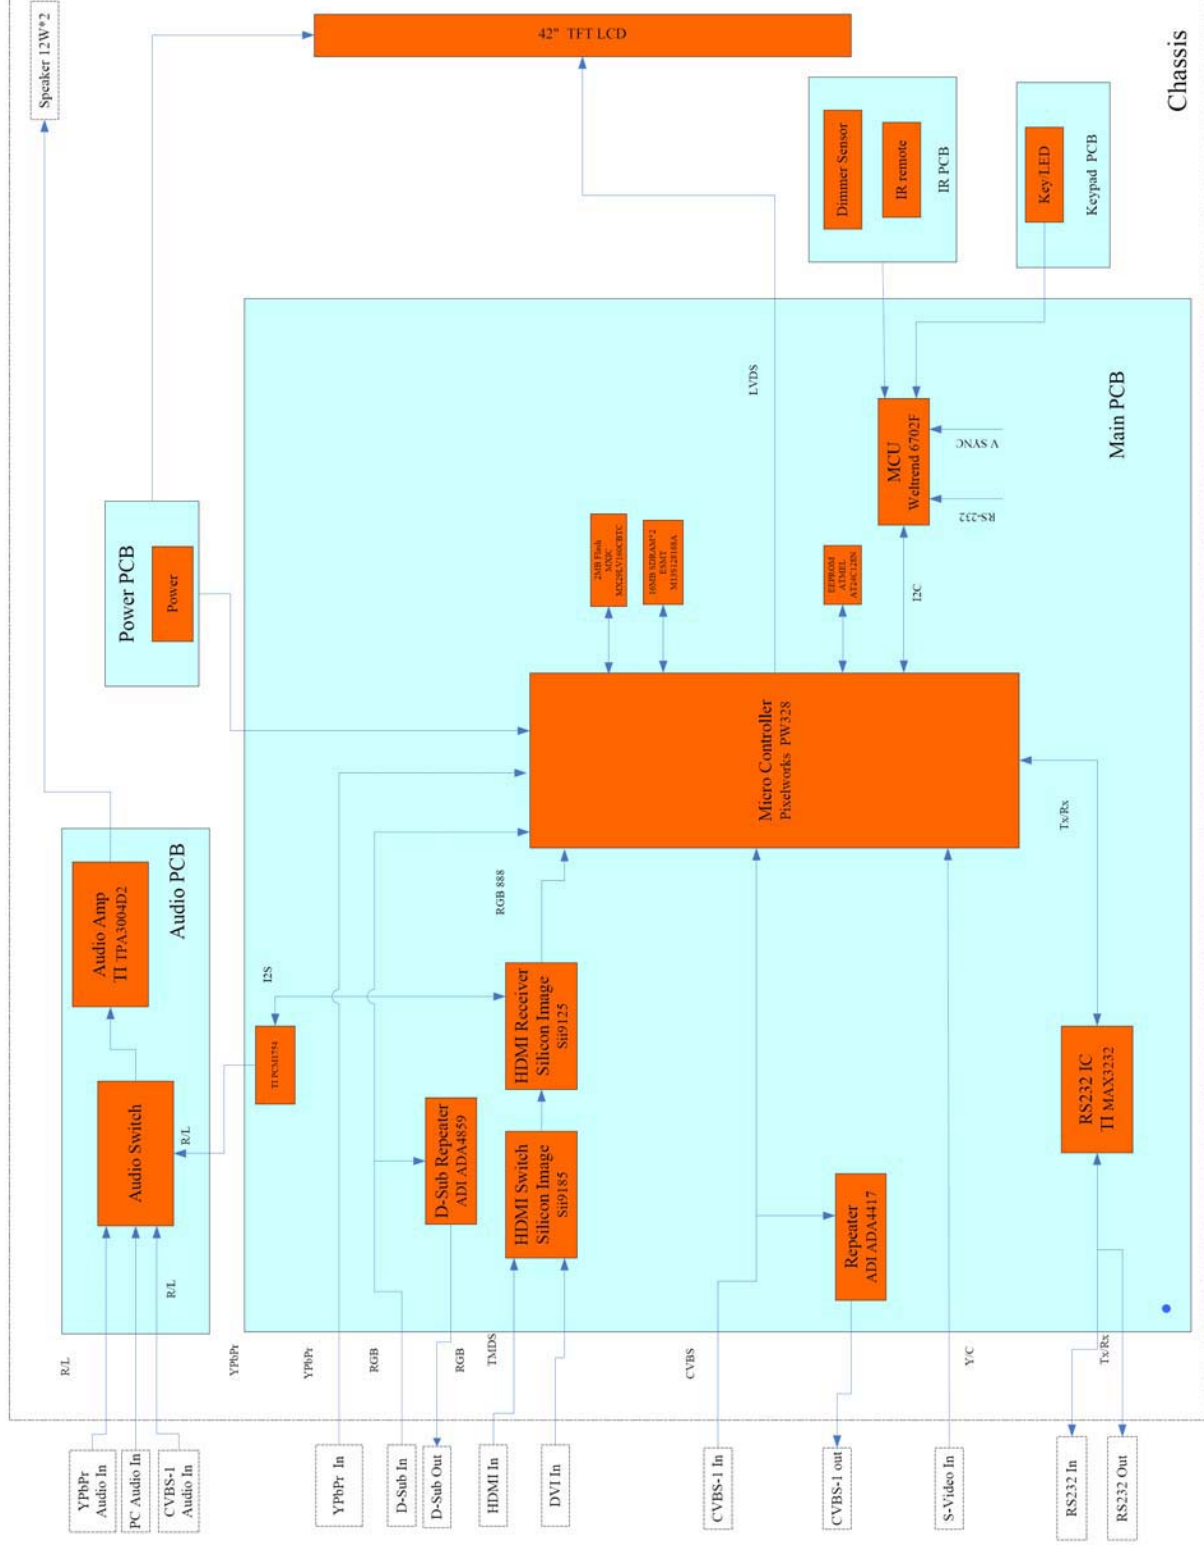 Speaker 12W*2
42" TFT LCD
Chassis
Dimmer Sensor
IR remote
IR PCB
Key/LED
Keypad PCB
Power PCB
Power
Main PCB
LVDS
MCU
Weltrend 6702F
V SYNC
RS-232
I2C
2MB Flash
MXIC
MX29LV160CBTC
16MB SDRAM*2
ESMT
M13S128168A
EEPROM
ATMEL
AT24C128N
Micro Controller
Pixelworks PW328
Audio PCB
Audio Amp
TI TPA3004D2
Audio Switch
R/L
R/L
R/L
I2S
TI PCM1754
RGB 888
HDMI Receiver
Silicon Image
Sii9125
D-Sub Repeater
ADI ADA4859
HDMI Switch
Silicon Image
Sii9185
Repeater
ADI ADA4417
RS232 IC
TI MAX3232
Tx/Rx
YPbPr
YPbPr
RGB
RGB
TMDS
CVBS
Y/C
Tx/Rx
YPbPr
Audio In
PC Audio In
CVBS-1
Audio In
YPbPr In
D-Sub In
D-Sub Out
HDMI In
DVI In
CVBS-1 In
CVBS-1 out
S-Video In
RS232 In
RS232 Out